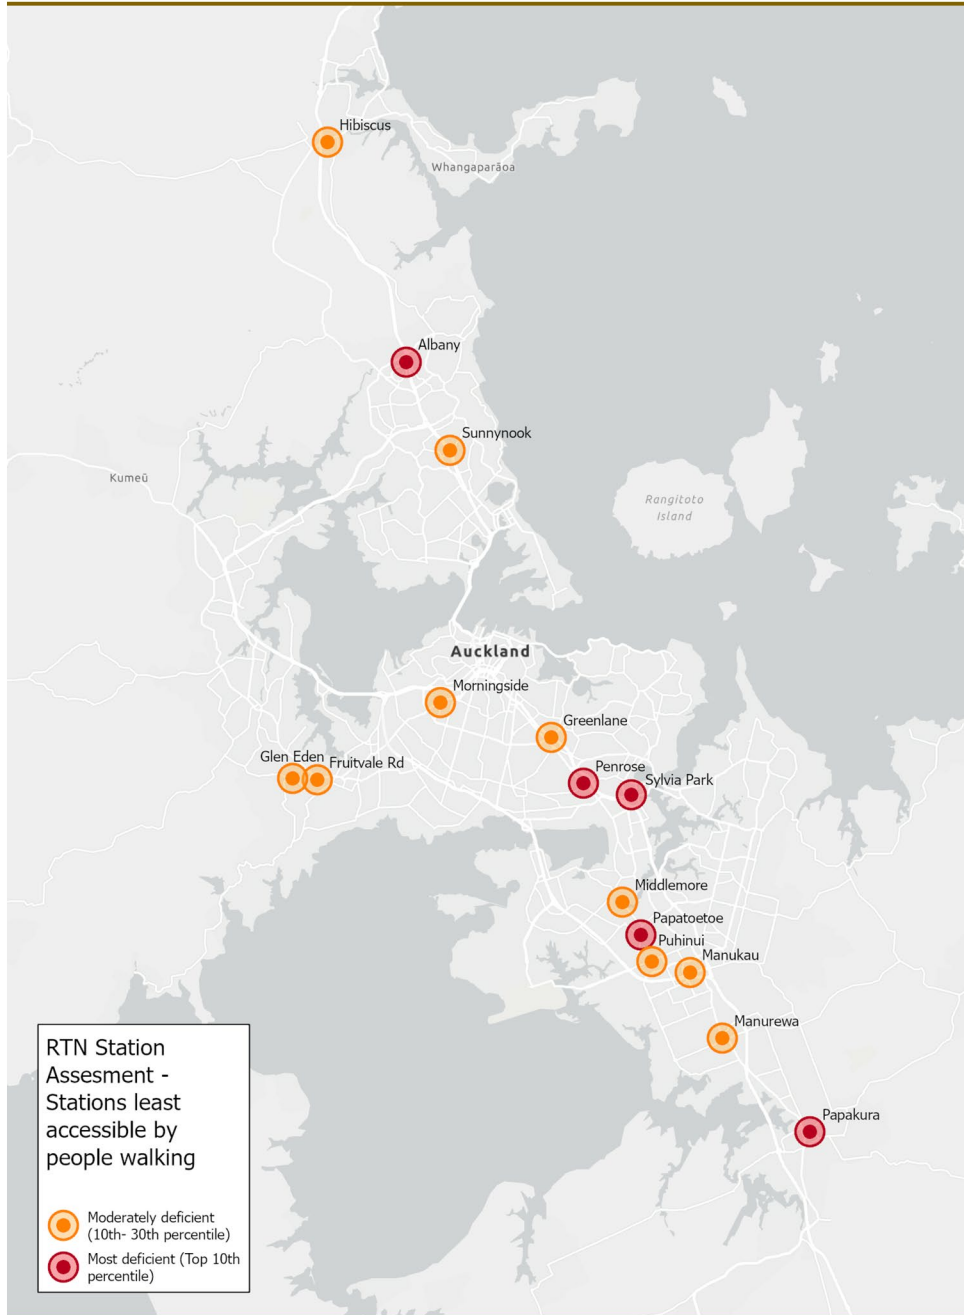 Hibiscus
Whangaparāoa
Albany
Sunnynook
Kumeū
Rangitoto
Island
Auckland
Morningside
Greenlane
Glen Eden
Fruitvale Rd
Penrose
Sylvia Park
Middlemore
Papatoetoe
Puhinui
Manukau
Manurewa
Papakura
RTN Station
Assesment -
Stations least
accessible by
people walking
Moderately deficient
(10th- 30th percentile)
Most deficient (Top 10th
percentile)